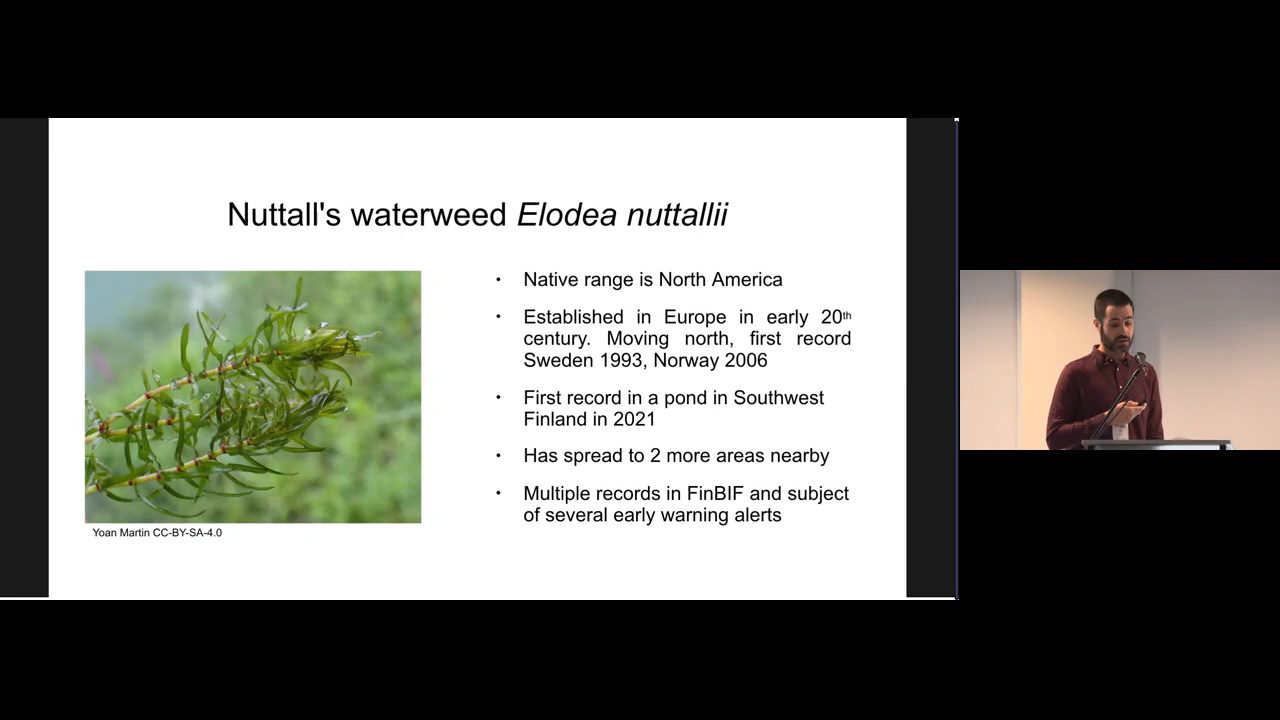 Nuttall's waterweed Elodea nuttallii
• Native range is North America
• Established in Europe in early 20th
century. Moving north, first record
Sweden 1993, Norway 2006
• First record in a pond in Southwest
Finland in 2021
• Has spread to 2 more areas nearby
• Multiple records in FinBIF and subject
of several early warning alerts
Yoan Martin CC-BY-SA-4.0